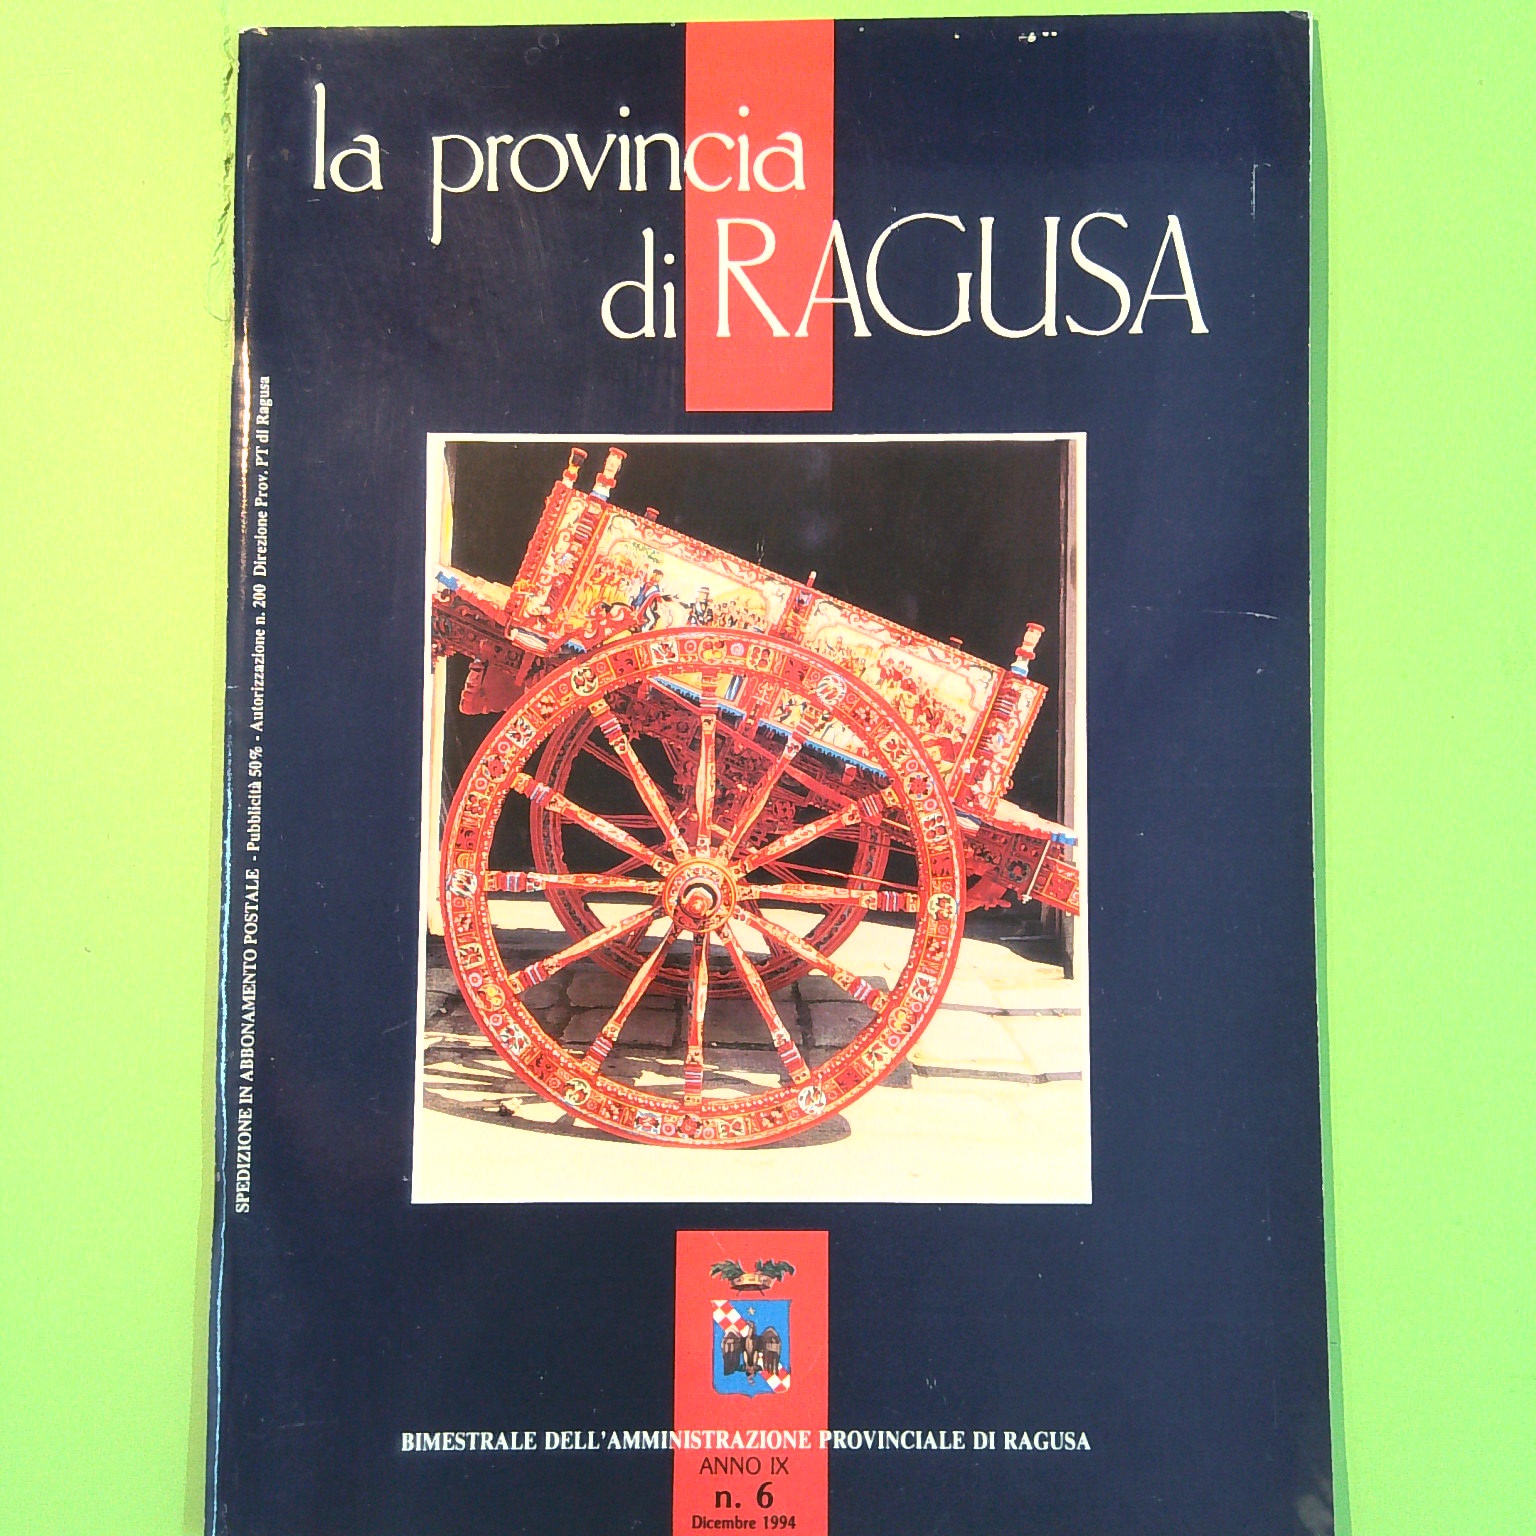 la provincia
di RAGUSA
SPEDIZIONE IN ABBONAMENTO POSTALE - Pubblicità 50% - Autorizzazione n. 200 Direzione Prov. PT di Ragusa
BIMESTRALE DELL'AMMINISTRAZIONE PROVINCIALE DI RAGUSA
ANNO IX
n. 6
Dicembre 1994